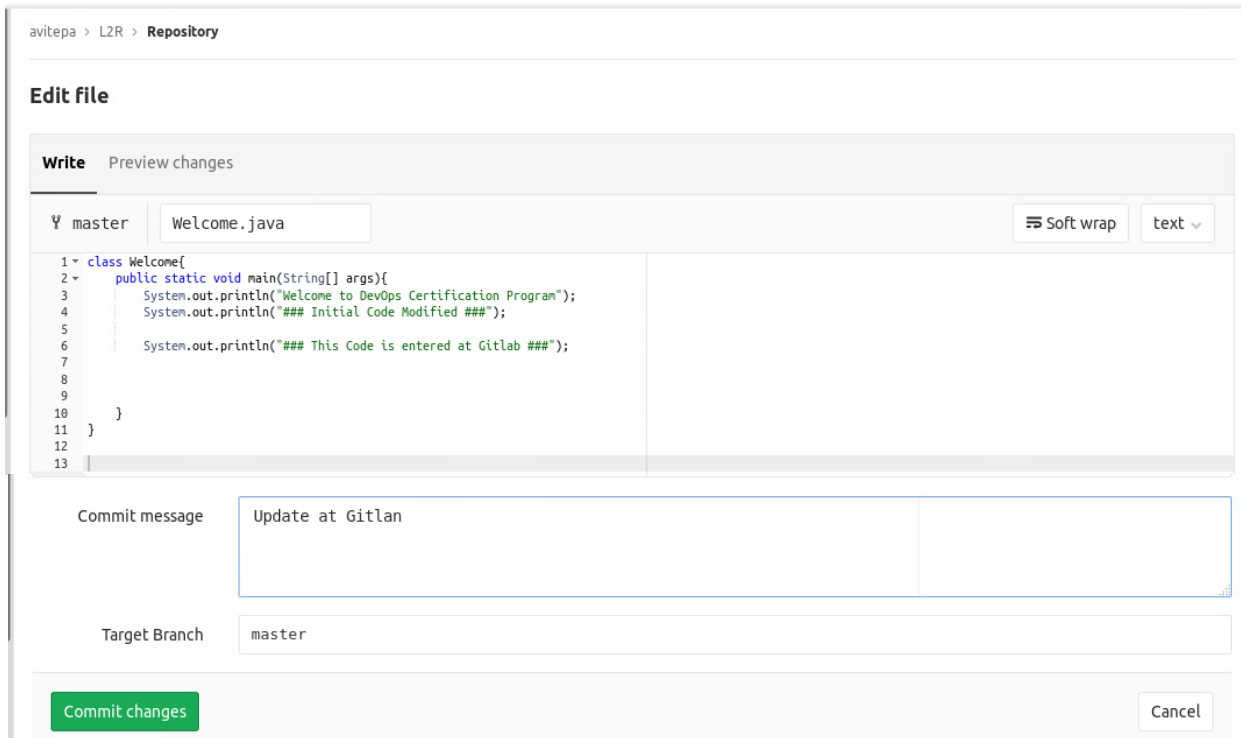 avitepa > L2R > Repository
Edit file
Write Preview changes
master Welcome.java Soft wrap text
1 class Welcome{
2     public static void main(String[] args){
3         System.out.println("Welcome to DevOps Certification Program");
4         System.out.println("### Initial Code Modified ###");
5
6         System.out.println("### This Code is entered at Gitlab ###");
7
8
9
10     }
11 }
12
13
Commit message Update at Gitlan
Target Branch master
Commit changes Cancel